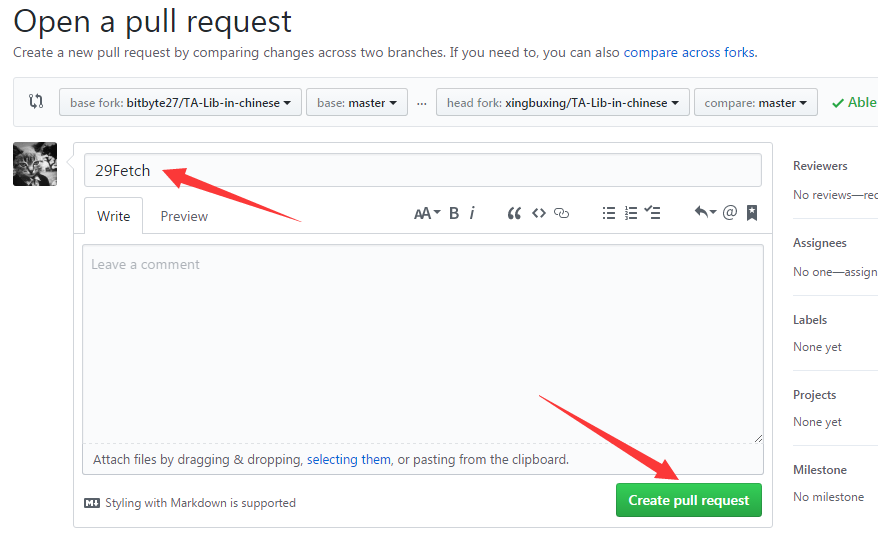 Open a pull request
Create a new pull request by comparing changes across two branches. If you need to, you can also compare across forks.
base fork: bitbyte27/TA-Lib-in-chinese base: master ... head fork: xingbuxing/TA-Lib-in-chinese compare: master Able
29Fetch
Write Preview
AA B i
Leave a comment
Attach files by dragging & dropping, selecting them, or pasting from the clipboard.
Styling with Markdown is supported
Create pull request
Reviewers
No reviews—
Assignees
No one—assign
Labels
None yet
Projects
None yet
Milestone
No milestone